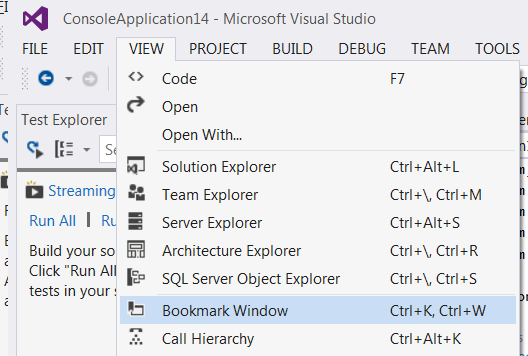 ConsoleApplication14 - Microsoft Visual Studio
FILE EDIT VIEW PROJECT BUILD DEBUG TEAM TOOLS
Code F7
Open
Open With...
Test Explorer
Solution Explorer Ctrl+Alt+L
Streaming
Team Explorer Ctrl+\, Ctrl+M
Run All
Server Explorer Ctrl+Alt+S
Build your so
Architecture Explorer Ctrl+\, Ctrl+R
Click "Run All
SQL Server Object Explorer Ctrl+\, Ctrl+S
tests in your s
Bookmark Window Ctrl+K, Ctrl+W
Call Hierarchy Ctrl+Alt+K